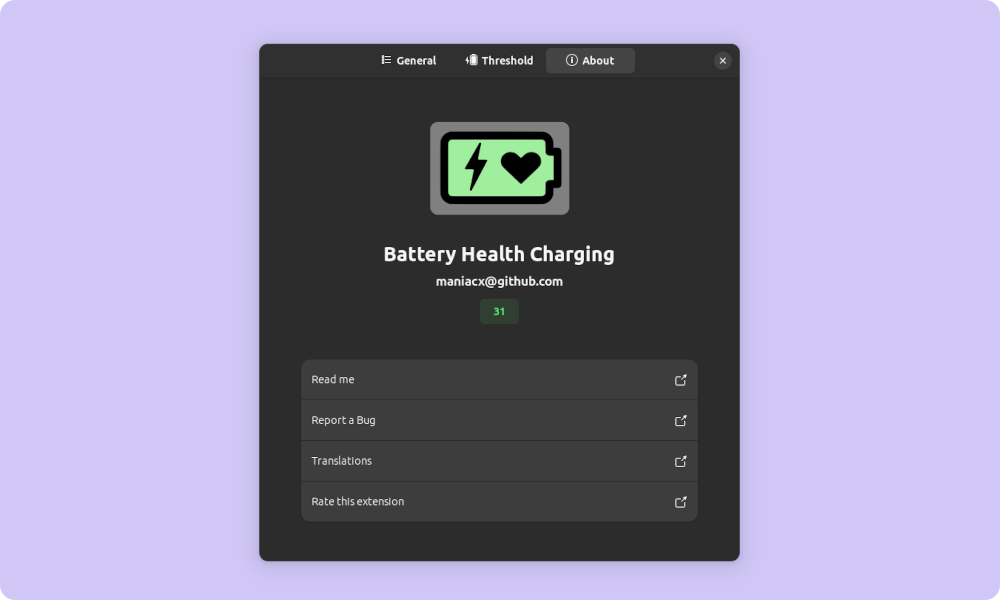 General
Threshold
About
Battery Health Charging
maniacx@github.com
31
Read me
Report a Bug
Translations
Rate this extension